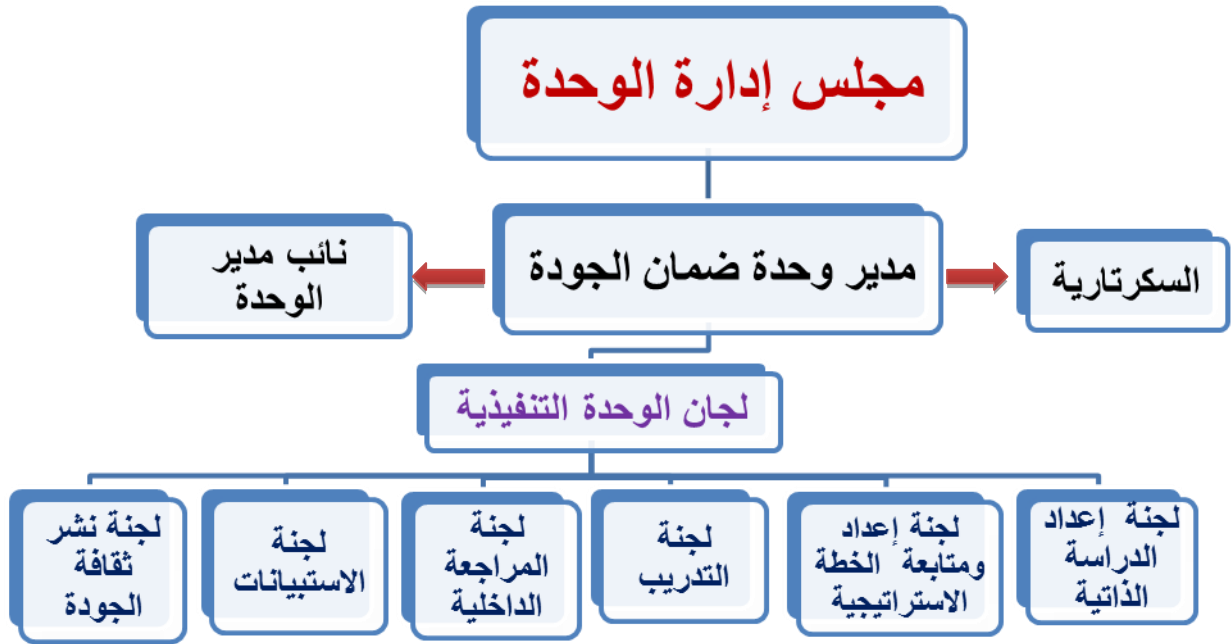 مجلس إدارة الوحدة
السكرتارية
مدير وحدة ضمان الجودة
نائب مدير
الوحدة
لجان الوحدة التنفيذية
لجنة إعداد
الدراسة
الذاتية
لجنة إعداد
ومتابعة الخطة
الاستراتيجية
لجنة
التدريب
لجنة
المراجعة
الداخلية
لجنة
الاستبيانات
لجنة نشر
ثقافة
الجودة